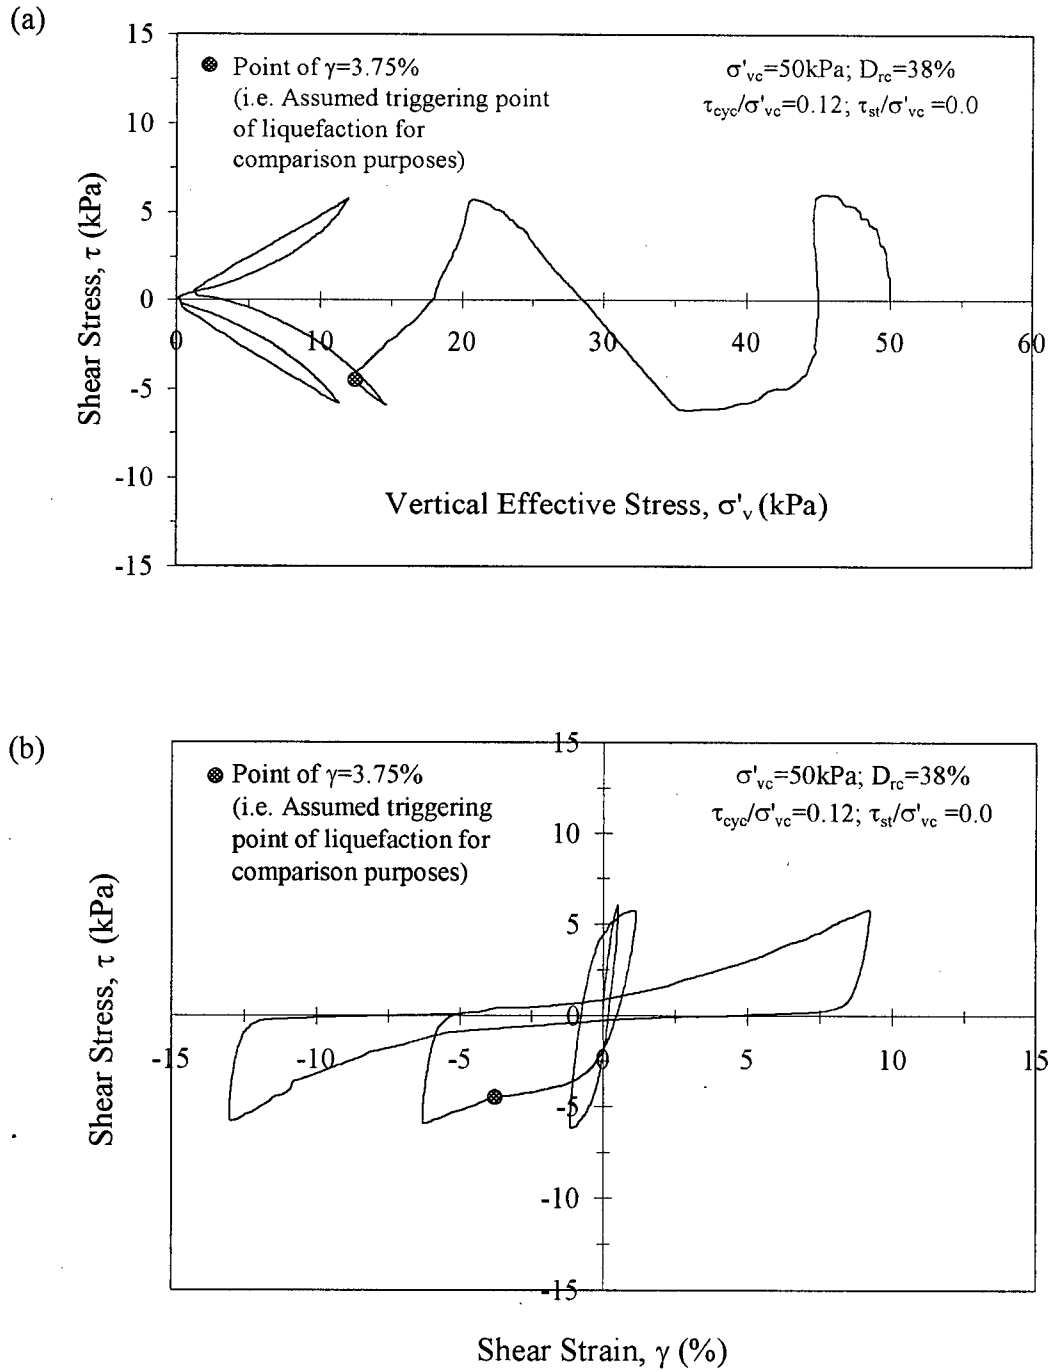 (a)
15
10
5
0
-5
-10
-15
Shear Stress, τ (kPa)
Point of γ=3.75%
(i.e. Assumed triggering point
of liquefaction for
comparison purposes)
σ'vc=50kPa; Drc=38%
τcyc/σ'vc=0.12; τst/σ'vc =0.0
0 10 20 30 40 50 60
Vertical Effective Stress, σ'v (kPa)
(b)
Point of γ=3.75%
(i.e. Assumed triggering
point of liquefaction for
comparison purposes)
σ'vc=50kPa; Drc=38%
τcyc/σ'vc=0.12; τst/σ'vc =0.0
15
10
5
0
-5
-10
-15
Shear Stress, τ (kPa)
-15 -10 -5 0 5 10 15
Shear Strain, γ (%)